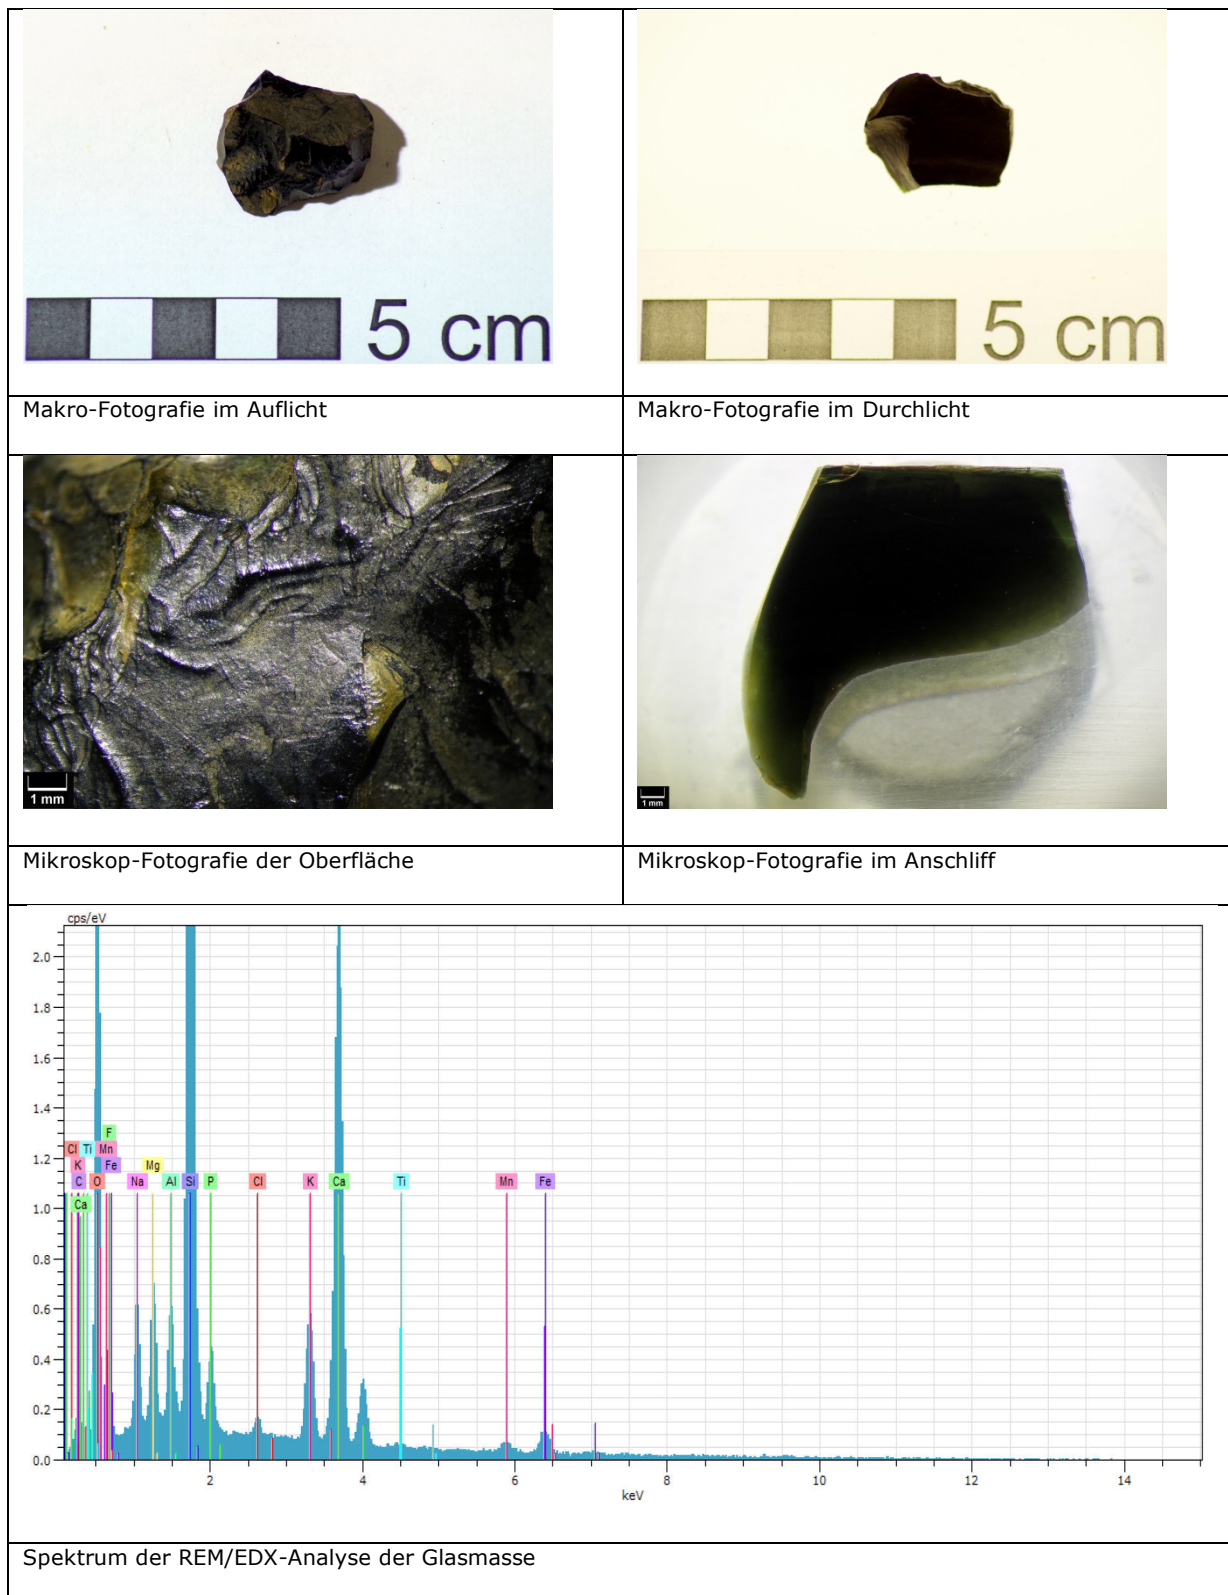 5 cm
5 cm
Makro-Fotografie im Auflicht
Makro-Fotografie im Durchlicht
1 mm
1 mm
Mikroskop-Fotografie der Oberfläche
Mikroskop-Fotografie im Anschliff
cps/eV
2.0
1.8
1.6
1.4
1.2
1.0
0.8
0.6
0.4
0.2
0.0
F
Cl Ti Mn
K Fe Mg
C O Na Al Si P Cl K Ca Ti Mn Fe
Ca
2 4 6 8 10 12 14
keV
Spektrum der REM/EDX-Analyse der Glasmasse